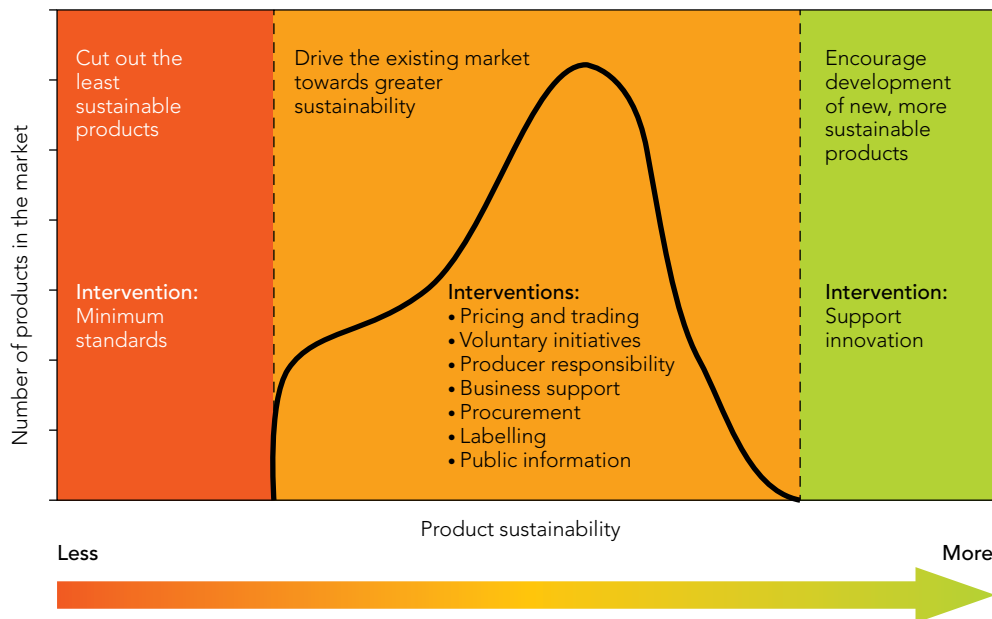 Cut out the
least
sustainable
products
Intervention:
Minimum
standards
Drive the existing market
towards greater
sustainability
Interventions:
• Pricing and trading
• Voluntary initiatives
• Producer responsibility
• Business support
• Procurement
• Labelling
• Public information
Encourage
development
of new, more
sustainable
products
Intervention:
Support
innovation
Number of products in the market
Product sustainability
Less
More